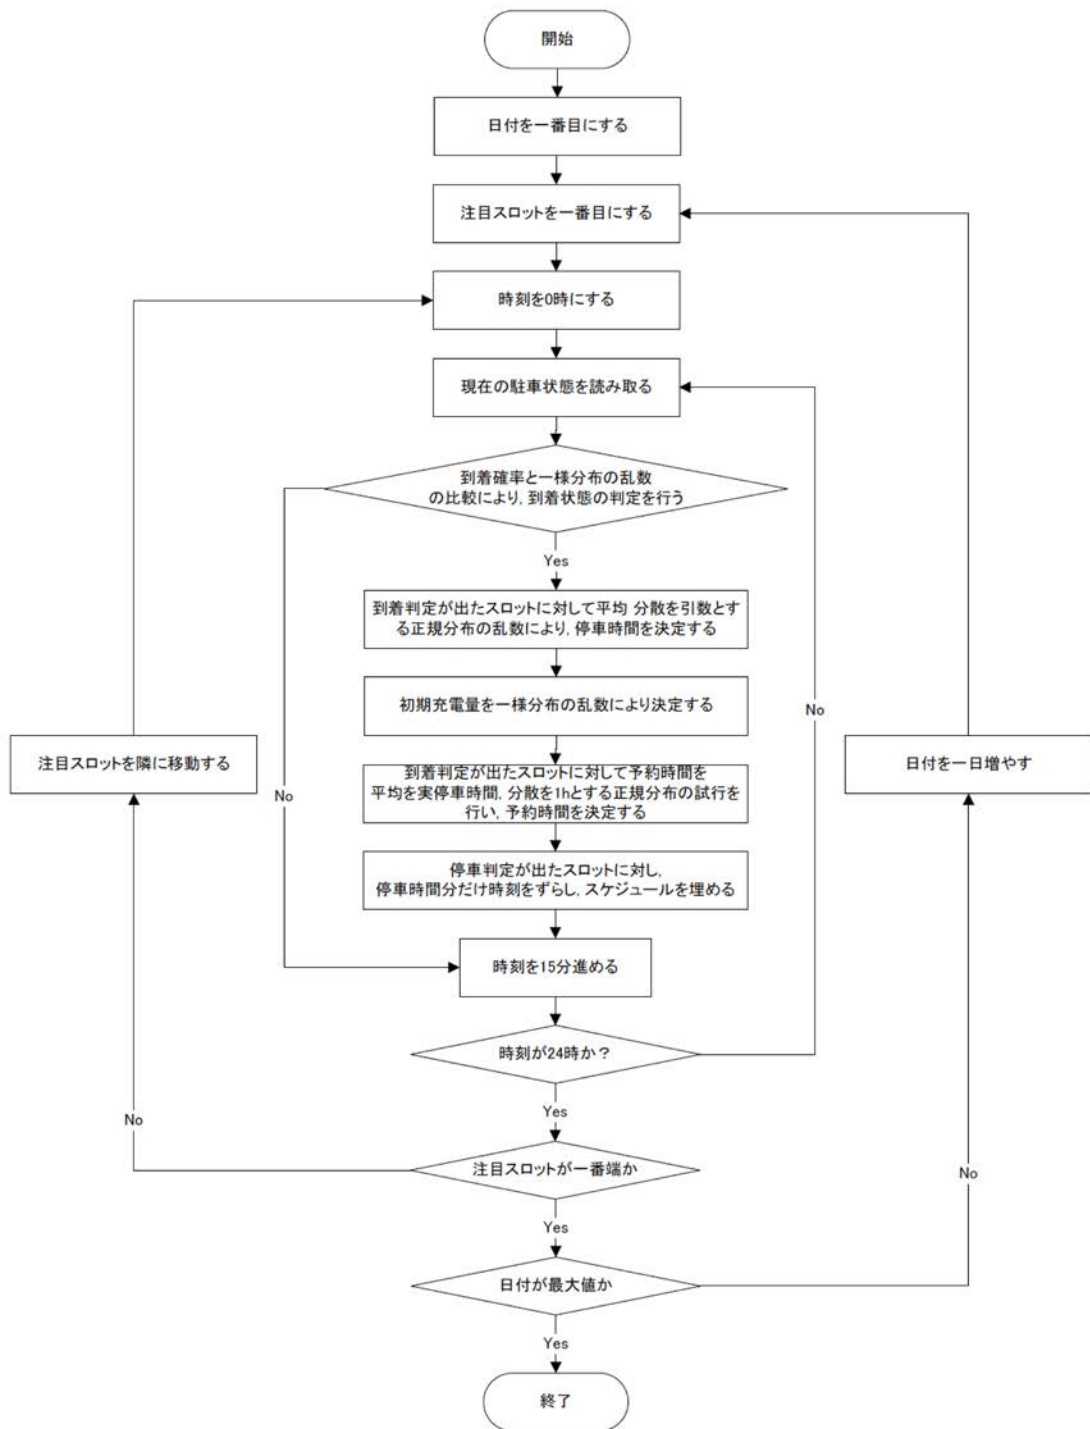 開始
日付を一番目にする
注目スロットを一番目にする
時刻を0時にする
現在の駐車状態を読み取る
到着確率と一様分布の乱数
の比較により, 到着状態の判定を行う
Yes
到着判定が出たスロットに対して平均 分散を引数とす
る正規分布の乱数により, 停車時間を決定する
初期充電量を一様分布の乱数により決定する
No
注目スロットを隣に移動する
日付を一日増やす
到着判定が出たスロットに対して予約時間を
平均を実停車時間, 分散を1hとする正規分布の試行を
行い, 予約時間を決定する
No
停車判定が出たスロットに対し,
停車時間分だけ時刻をずらし, スケジュールを埋める
時刻を15分進める
時刻が24時か？
Yes
No
注目スロットが一番端か
No
Yes
日付が最大値か
Yes
終了